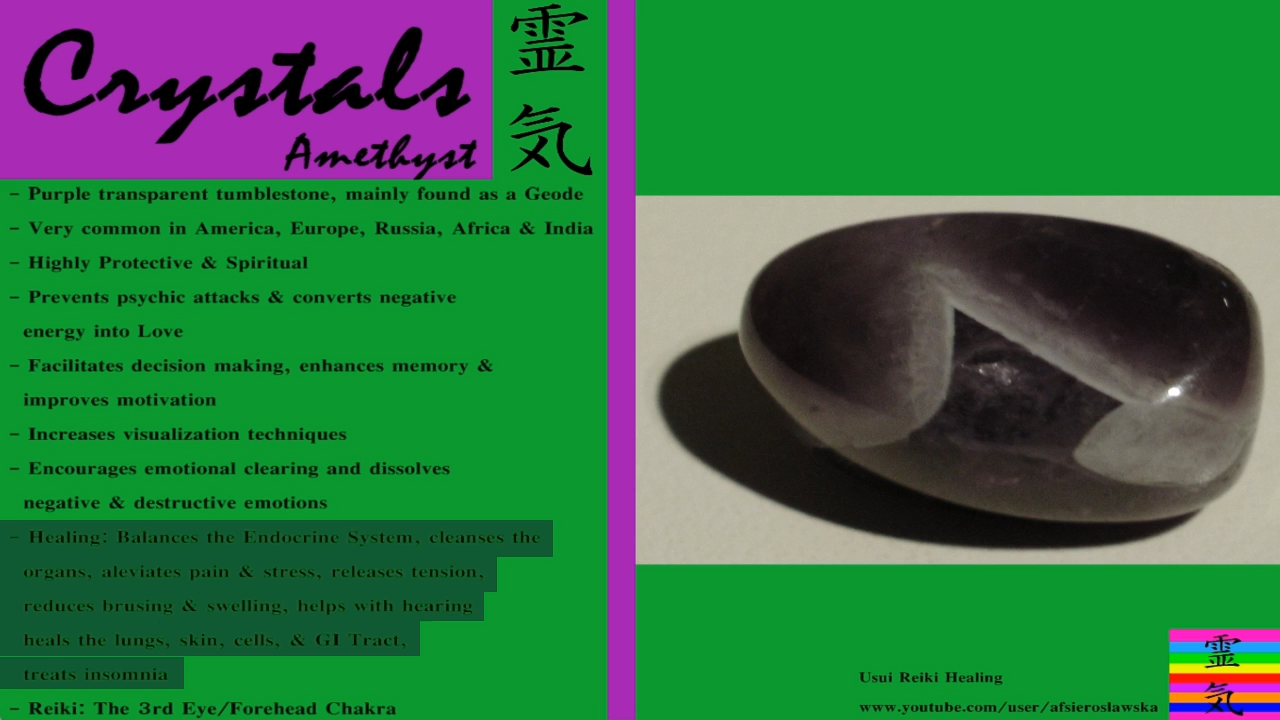 Crystals
Amethyst
霊
気
- Purple transparent tumblestone, mainly found as a Geode
- Very common in America, Europe, Russia, Africa & India
- Highly Protective & Spiritual
- Prevents psychic attacks & converts negative
energy into Love
- Facilitates decision making, enhances memory &
improves motivation
- Increases visualization techniques
- Encourages emotional clearing and dissolves
negative & destructive emotions
- Healing: Balances the Endocrine System, cleanses the
organs, aleviates pain & stress, releases tension,
reduces brusing & swelling, helps with hearing
heals the lungs, skin, cells, & GI Tract,
treats insomnia
- Reiki: The 3rd Eye/Forehead Chakra
Usui Reiki Healing
www.youtube.com/user/afsieroslawska
霊
気